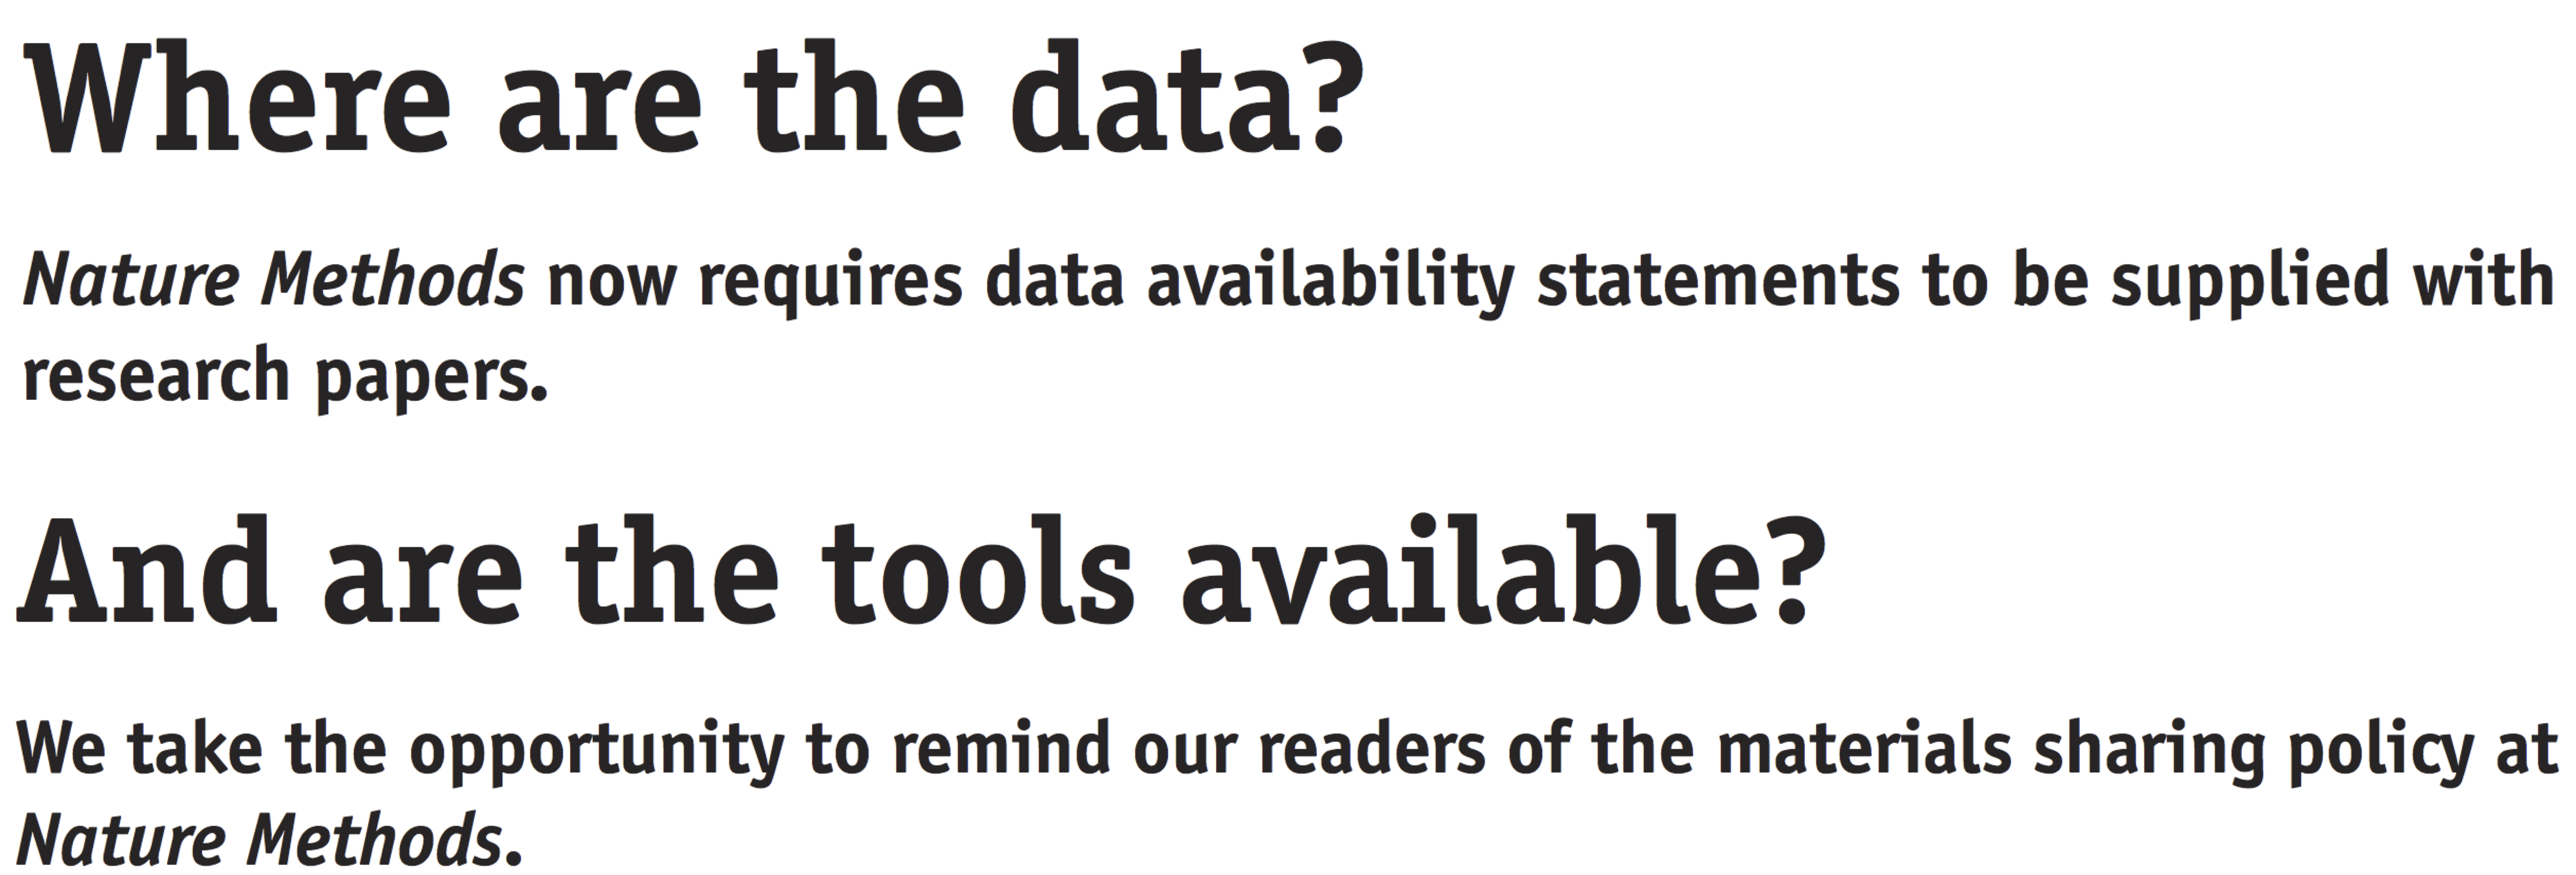 Where are the data?
Nature Methods now requires data availability statements to be supplied with
research papers.
And are the tools available?
We take the opportunity to remind our readers of the materials sharing policy at
Nature Methods.